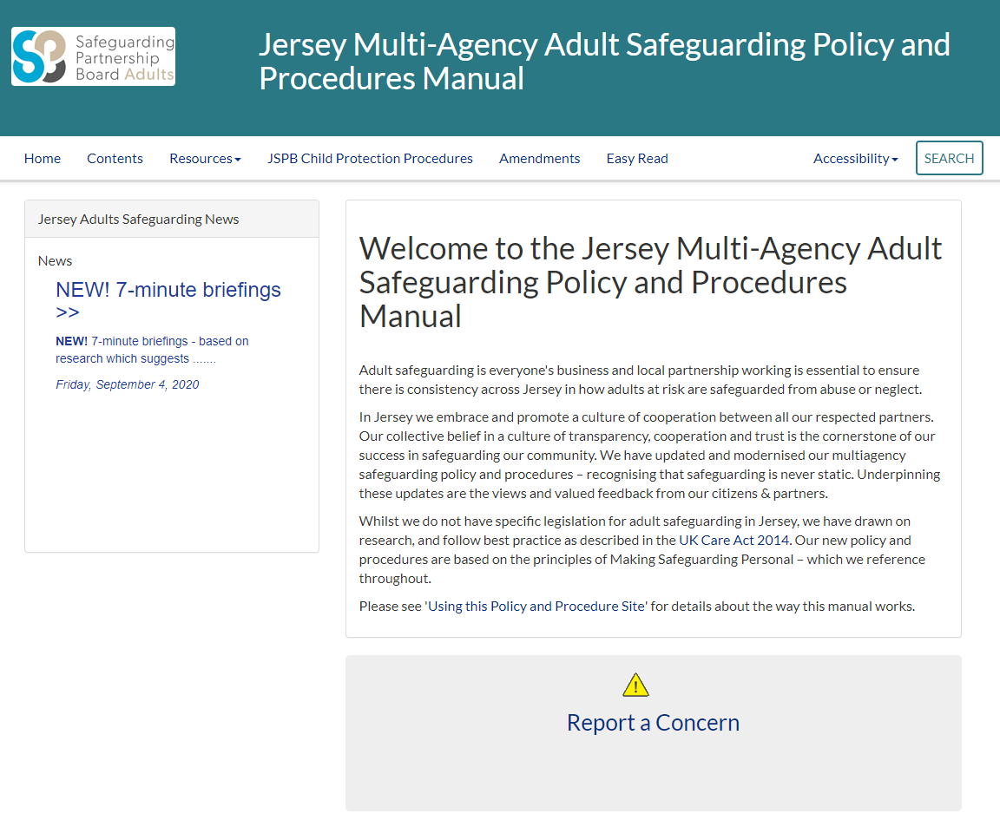 Safeguarding
Partnership
Board Adults
Jersey Multi-Agency Adult Safeguarding Policy and
Procedures Manual
Home Contents Resources JSPB Child Protection Procedures Amendments Easy Read Accessibility SEARCH
Jersey Adults Safeguarding News
News
NEW! 7-minute briefings
>>
NEW! 7-minute briefings - based on
research which suggests .......
Friday, September 4, 2020
Welcome to the Jersey Multi-Agency Adult
Safeguarding Policy and Procedures
Manual
Adult safeguarding is everyone's business and local partnership working is essential to ensure
there is consistency across Jersey in how adults at risk are safeguarded from abuse or neglect.
In Jersey we embrace and promote a culture of cooperation between all our respected partners.
Our collective belief in a culture of transparency, cooperation and trust is the cornerstone of our
success in safeguarding our community. We have updated and modernised our multiagency
safeguarding policy and procedures – recognising that safeguarding is never static. Underpinning
these updates are the views and valued feedback from our citizens & partners.
Whilst we do not have specific legislation for adult safeguarding in Jersey, we have drawn on
research, and follow best practice as described in the UK Care Act 2014. Our new policy and
procedures are based on the principles of Making Safeguarding Personal – which we reference
throughout.
Please see 'Using this Policy and Procedure Site' for details about the way this manual works.
Report a Concern